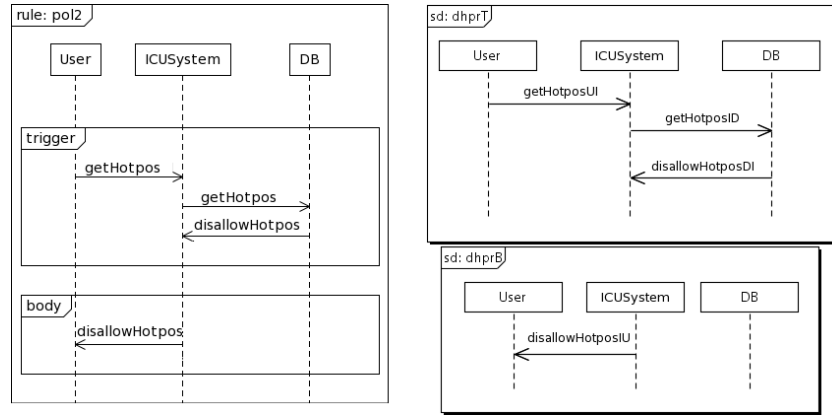 rule: pol2
User
ICUSystem
DB
trigger
getHotpos
getHotpos
disallowHotpos
body
disallowHotpos
sd: dhprT
User
ICUSystem
DB
getHotposUI
getHotposID
disallowHotposDI
sd: dhprB
User
ICUSystem
DB
disallowHotposIU